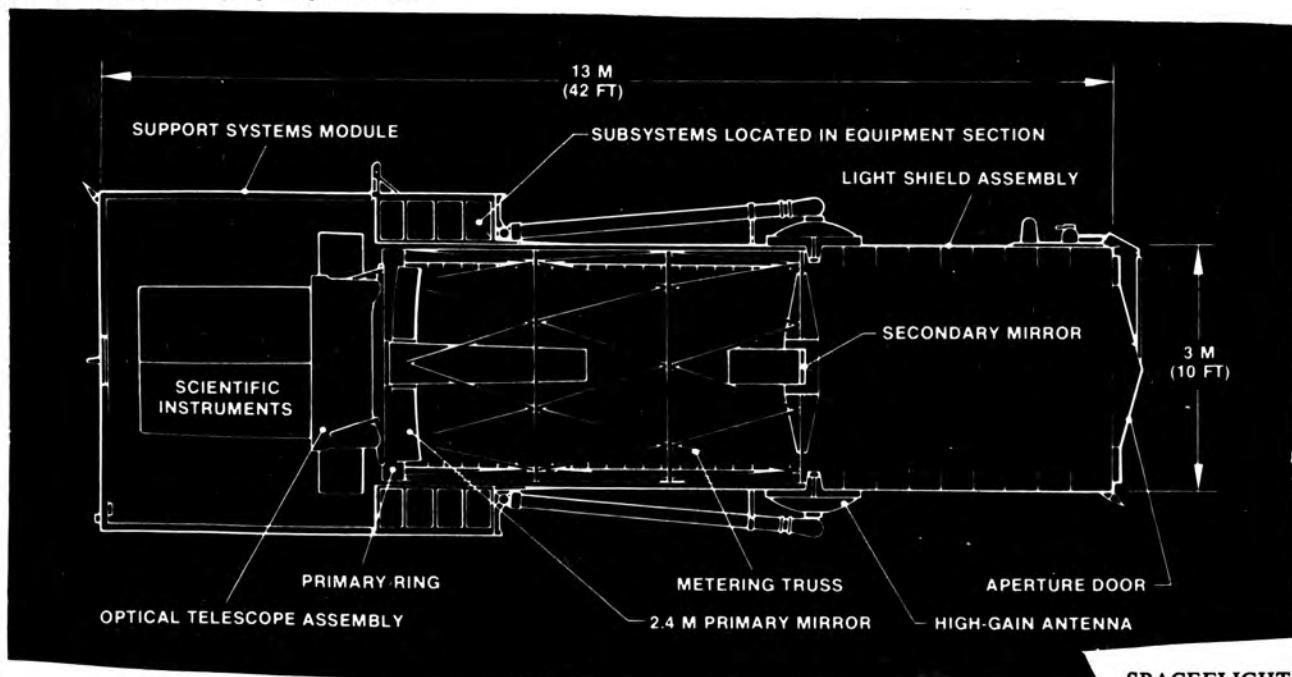 13 M
(42 FT)
SUPPORT SYSTEMS MODULE
SUBSYSTEMS LOCATED IN EQUIPMENT SECTION
LIGHT SHIELD ASSEMBLY
SECONDARY MIRROR
3 M
(10 FT)
SCIENTIFIC
INSTRUMENTS
PRIMARY RING
METERING TRUSS
APERTURE DOOR
OPTICAL TELESCOPE ASSEMBLY
2.4 M PRIMARY MIRROR
HIGH-GAIN ANTENNA